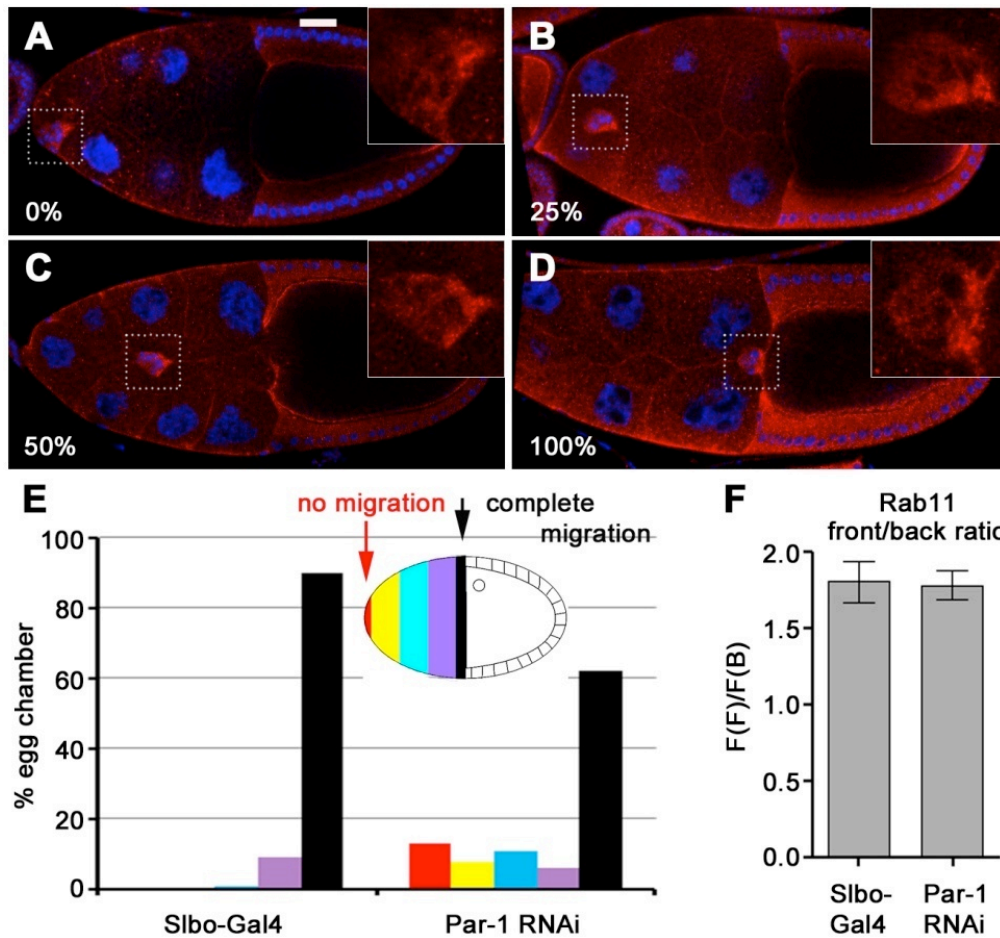 A
0%
B
25%
C
50%
D
100%
E
no migration
complete
migration
100
80
60
40
20
0
% egg chamber
Slbo-Gal4
Par-1 RNAi
F
Rab11
front/back ratio
2.0
1.5
1.0
0.5
0.0
F(F)/F(B)
Slbo-
Gal4
Par-1
RNAi